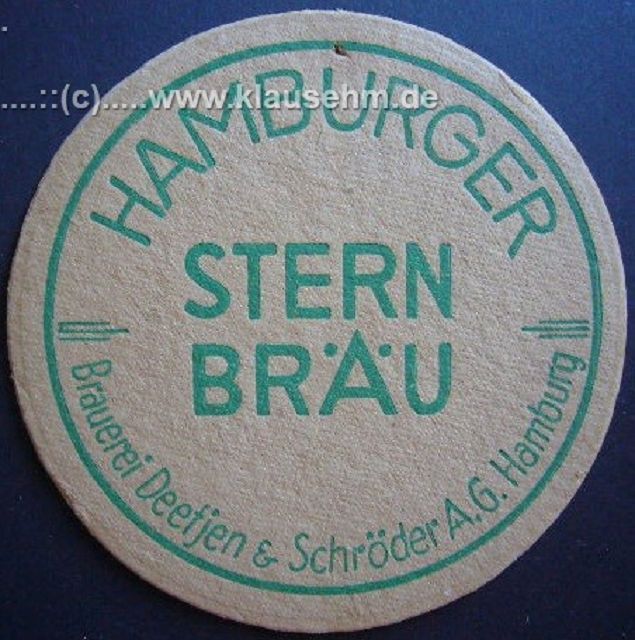 .
.....::(c).....www.klausehm.de
HAMBURGER
STERN
BRÄU
Brauerei Deetjen & Schröder A.G. Hamburg